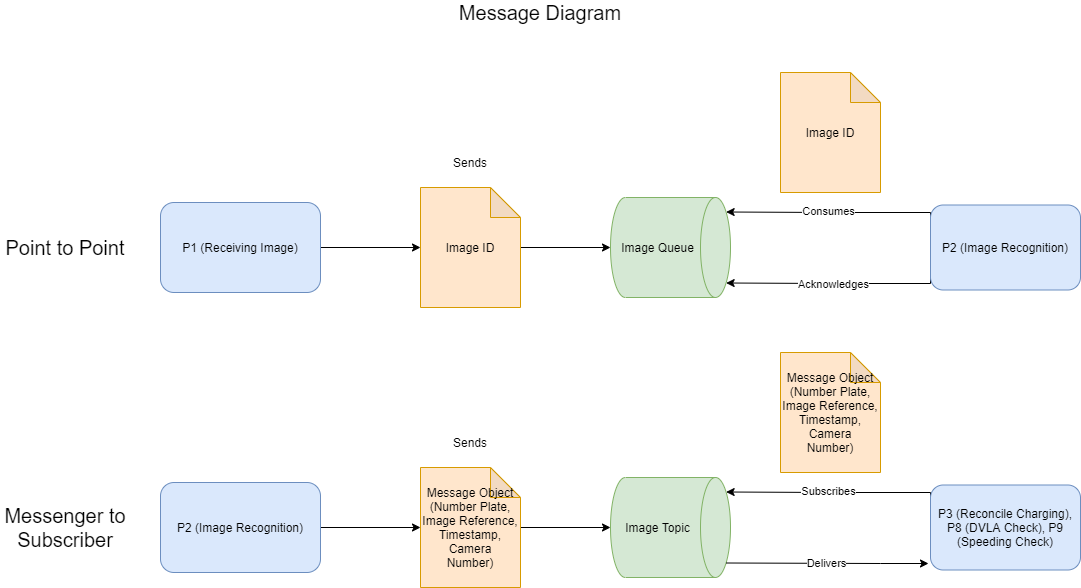 Message Diagram
Image ID
Sends
Point to Point
P1 (Receiving Image)
Image ID
Image Queue
Consumes
Acknowledges
P2 (Image Recognition)
Message Object
(Number Plate,
Image Reference,
Timestamp,
Camera
Number)
Sends
Messenger to
Subscriber
P2 (Image Recognition)
Message Object
(Number Plate,
Image Reference,
Timestamp,
Camera
Number)
Image Topic
Subscribes
Delivers
P3 (Reconcile Charging),
P8 (DVLA Check), P9
(Speeding Check)